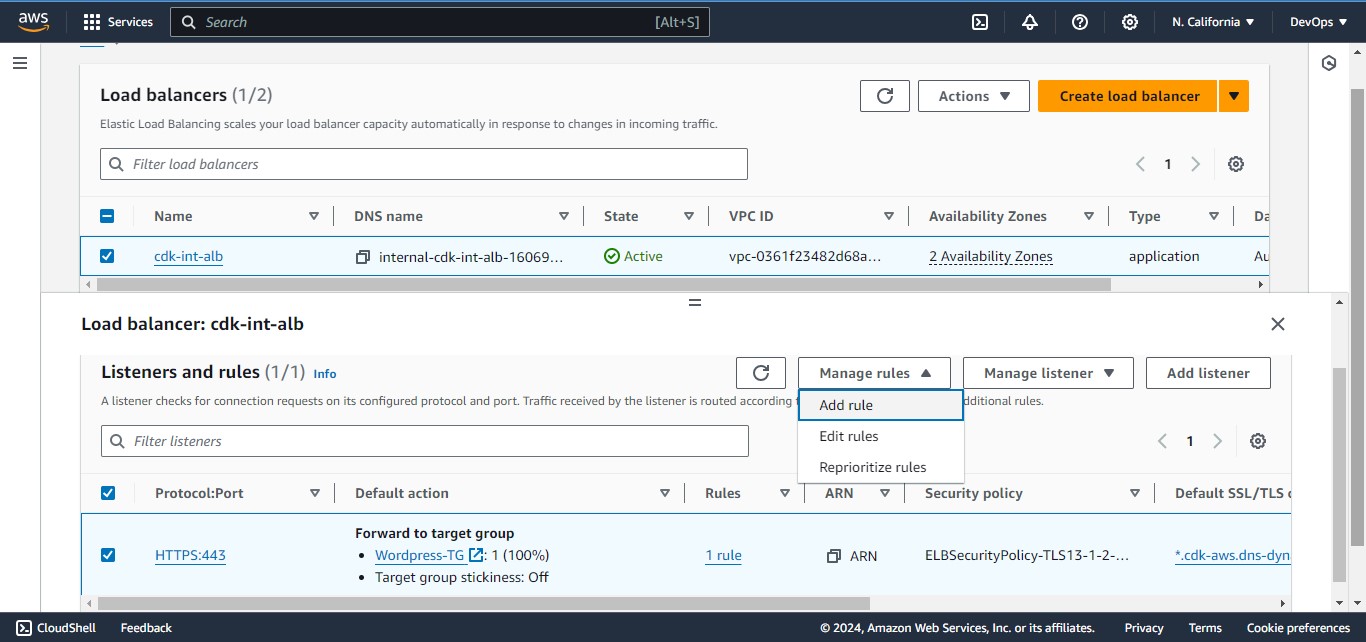 aws Services Search [Alt+S] N. California DevOps
Load balancers (1/2) Actions Create load balancer
Elastic Load Balancing scales your load balancer capacity automatically in response to changes in incoming traffic.
Filter load balancers 1
Name DNS name State VPC ID Availability Zones Type Da
cdk-int-alb internal-cdk-int-alb-16069... Active vpc-0361f23482d68a... 2 Availability Zones application Au
Load balancer: cdk-int-alb
Listeners and rules (1/1) Info Manage rules Manage listener Add listener
A listener checks for connection requests on its configured protocol and port. Traffic received by the listener is routed according dditional rules.
Add rule
Filter listeners 1
Edit rules
Reprioritize rules
Protocol:Port Default action Rules ARN Security policy Default SSL/TLS
Forward to target group
HTTPS:443 • Wordpress-TG : 1 (100%) 1 rule ARN ELBSecurityPolicy-TLS13-1-2-... *.cdk-aws.dns-dyn
• Target group stickiness: Off
CloudShell Feedback © 2024, Amazon Web Services, Inc. or its affiliates. Privacy Terms Cookie preferences